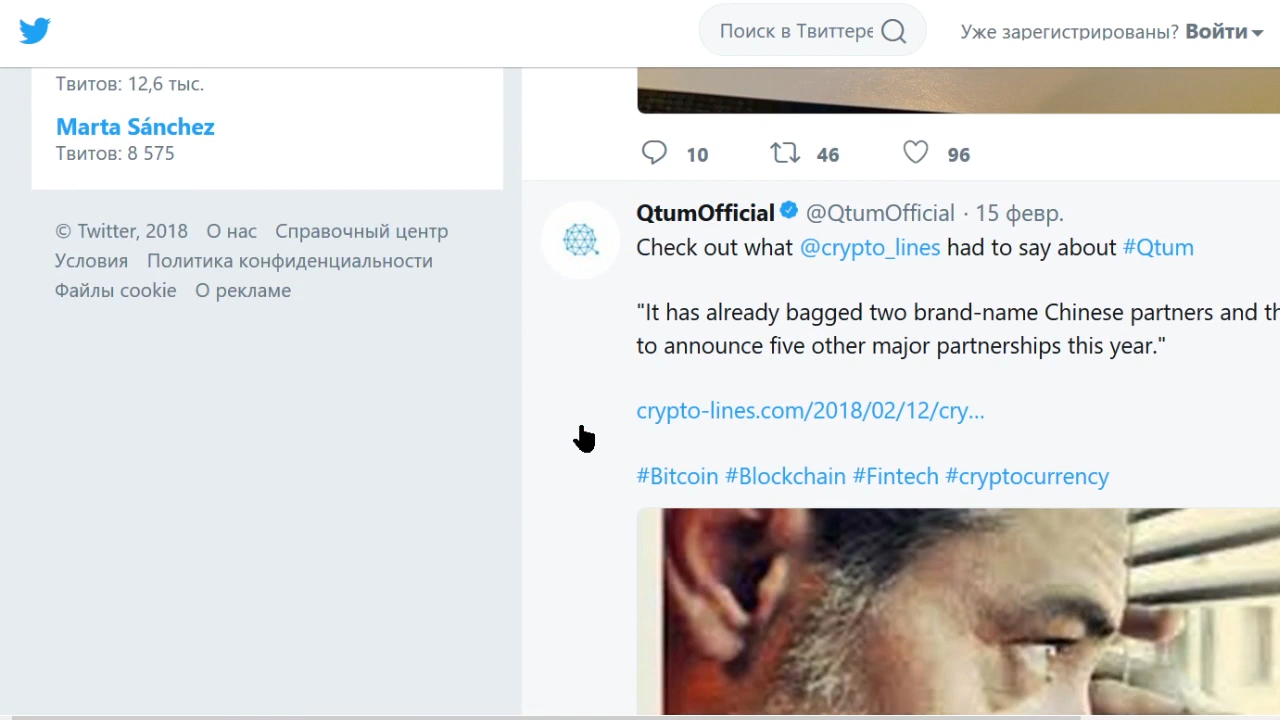 Поиск в Твиттере
Уже зарегистрированы? Войти
Твитов: 12,6 тыс.
Marta Sánchez
Твитов: 8 575
© Twitter, 2018 О нас Справочный центр
Условия Политика конфиденциальности
Файлы cookie О рекламе
10 46 96
QtumOfficial @QtumOfficial · 15 февр.
Check out what @crypto_lines had to say about #Qtum
"It has already bagged two brand-name Chinese partners and
to announce five other major partnerships this year."
crypto-lines.com/2018/02/12/cry...
#Bitcoin #Blockchain #Fintech #cryptocurrency